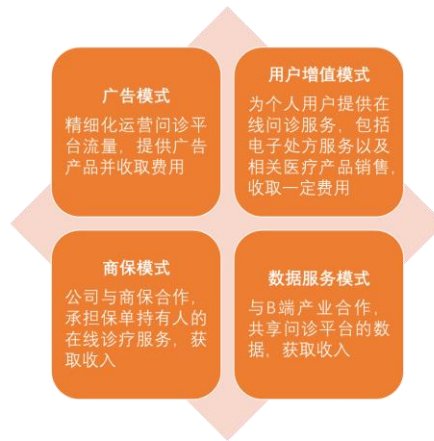 广告模式
精细化运营问诊平
台流量，提供广告
产品并收取费用
用户增值模式
为个人用户提供在
线问诊服务，包括
电子处方服务以及
相关医疗产品销售，
收取一定费用
商保模式
公司与商保合作，
承担保单持有人的
在线诊疗服务，获
取收入
数据服务模式
与B端产业合作，
共享问诊平台的数
据，获取收入